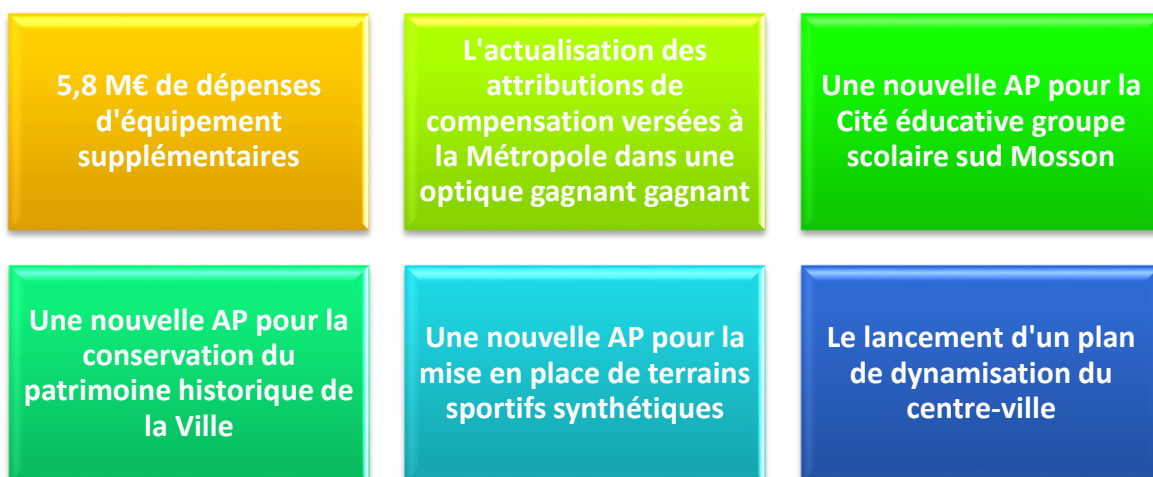 5,8 M€ de dépenses
d'équipement
supplémentaires
L'actualisation des
attributions de
compensation versées à
la Métropole dans une
optique gagnant gagnant
Une nouvelle AP pour la
Cité éducative groupe
scolaire sud Mosson
Une nouvelle AP pour la
conservation du
patrimoine historique de
la Ville
Une nouvelle AP pour la
mise en place de terrains
sportifs synthétiques
Le lancement d'un plan
de dynamisation du
centre-ville